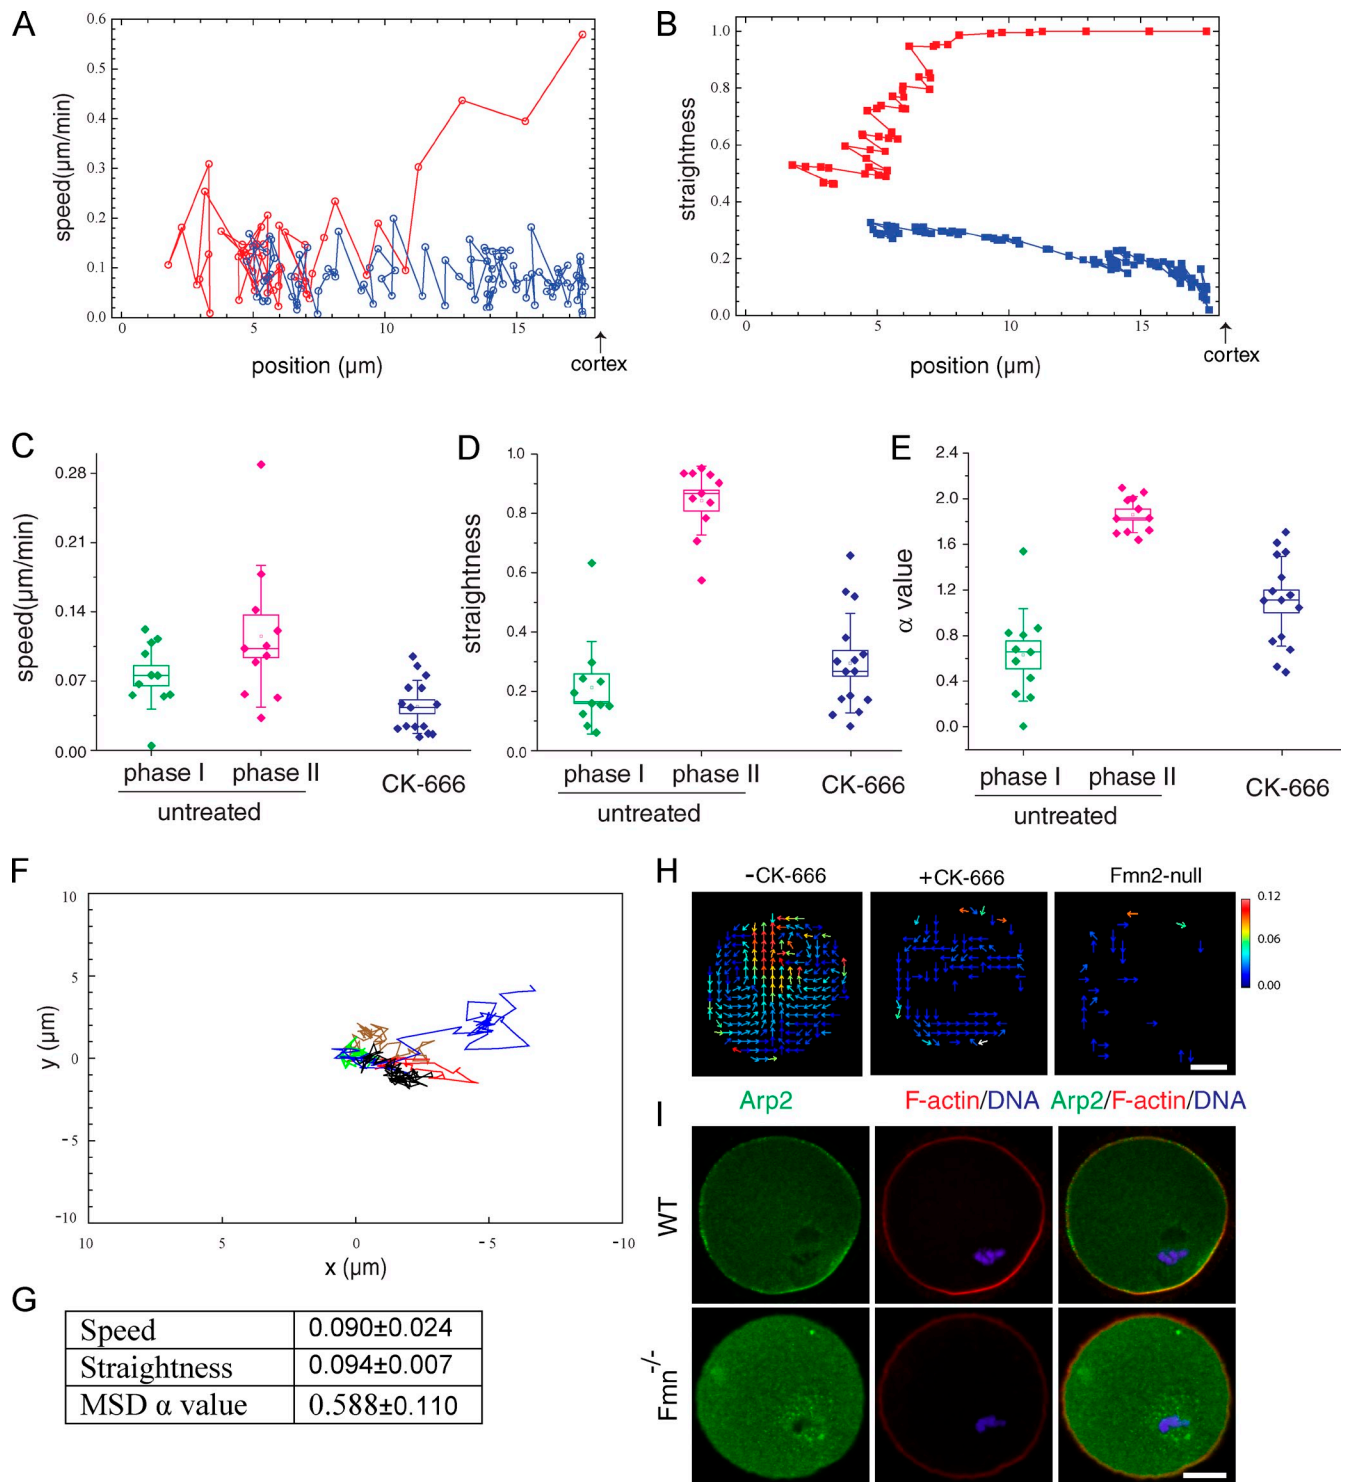 A
speed(µm/min)
0.6
0.5
0.4
0.3
0.2
0.1
0.0
0 5 10 15
position (µm)
cortex
B
straightness
1.0
0.8
0.6
0.4
0.2
0.0
0 5 10 15
position (µm)
cortex
C
speed(µm/min)
0.28
0.21
0.14
0.07
0.00
phase I phase II
untreated
CK-666
D
straightness
1.0
0.8
0.6
0.4
0.2
0.0
phase I phase II
untreated
CK-666
E
α value
2.4
2.0
1.6
1.2
0.8
0.4
0.0
phase I phase II
untreated
CK-666
F
y (µm)
10
5
0
-5
-10
10 5 0 -5 -10
x (µm)
G
Speed 0.090±0.024
Straightness 0.094±0.007
MSD α value 0.588±0.110
H
-CK-666 +CK-666 Fmn2-null
0.12
0.06
0.00
I
Arp2 F-actin/DNA Arp2/F-actin/DNA
WT
Fmn-/-